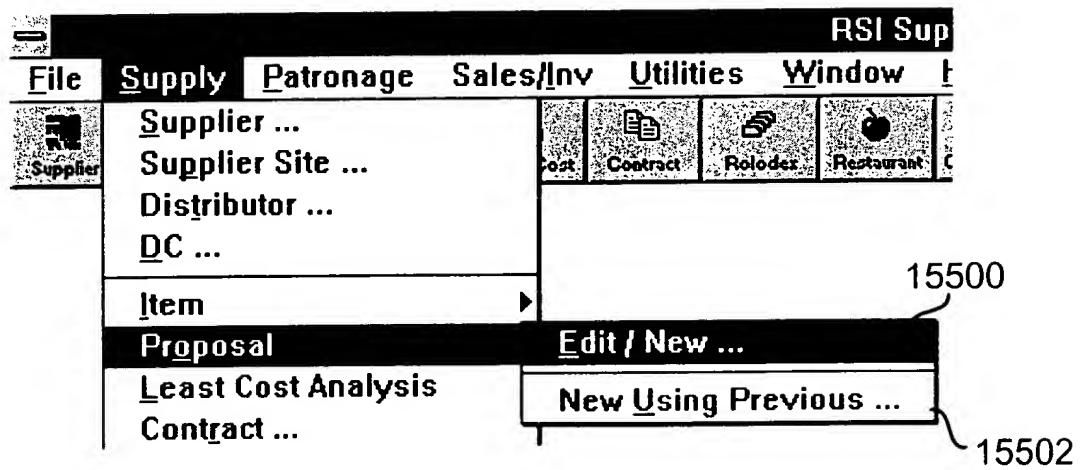 RSI Sup
File Supply Patronage Sales/Inv Utilities Window
Supplier Cost Contract Rolodex Restaurant
Supplier ...
Supplier Site ...
Distributor ...
DC ...
Item
Proposal
Least Cost Analysis
Contract ...
15500
Edit / New ...
New Using Previous ...
15502